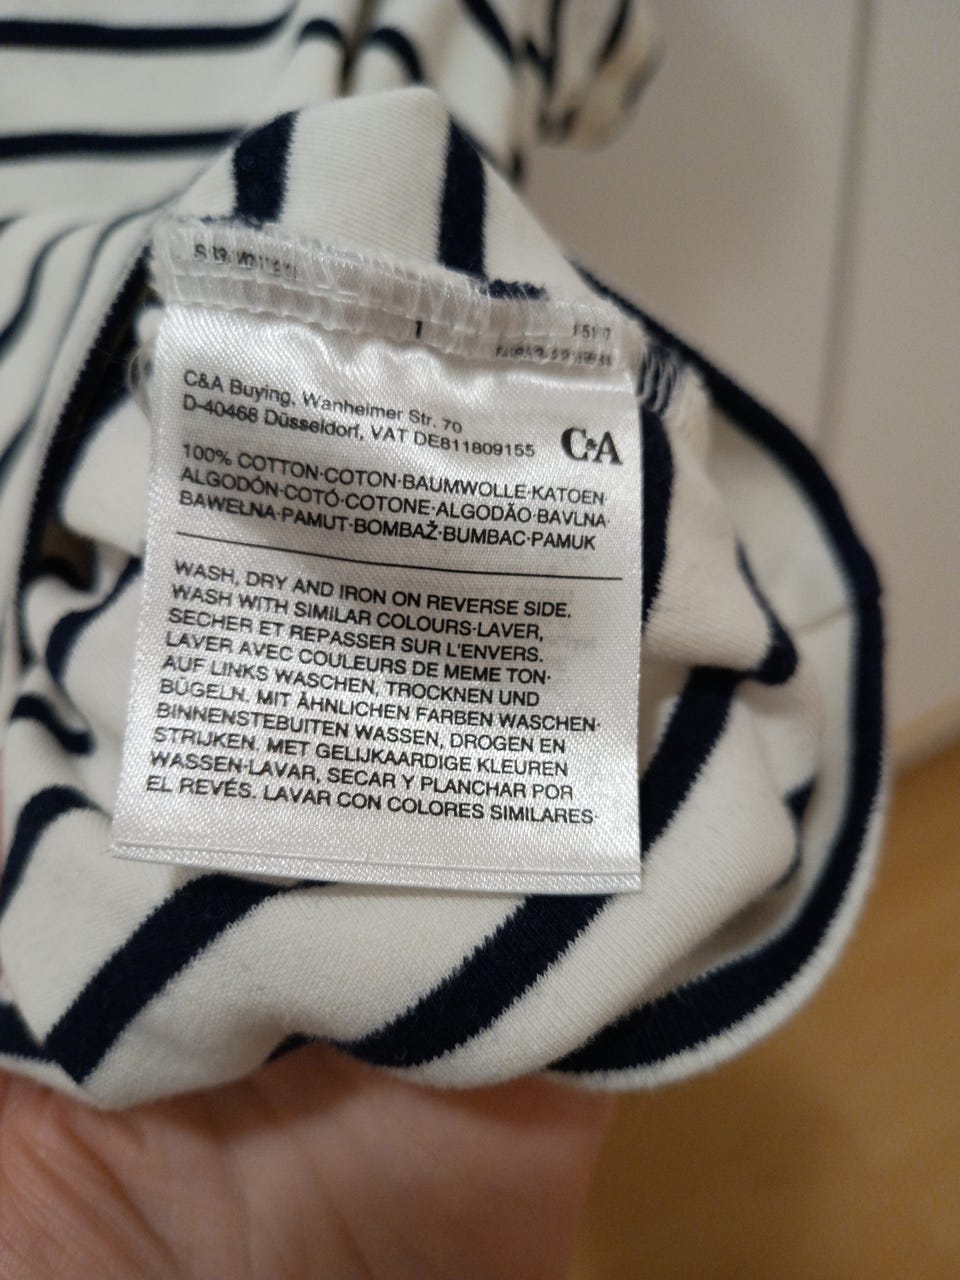 1
C&A Buying, Wanheimer Str. 70
D-40468 Düsseldorf, VAT DE811809155
C&A
100% COTTON·COTON·BAUMWOLLE·KATOEN·
ALGODÓN·COTÓ·COTONE·ALGODÃO·BAVLNA·
BAWEŁNA·PAMUT·BOMBAŽ·BUMBAC·PAMUK
WASH, DRY AND IRON ON REVERSE SIDE.
WASH WITH SIMILAR COLOURS·LAVER,
SECHER ET REPASSER SUR L'ENVERS.
LAVER AVEC COULEURS DE MEME TON·
AUF LINKS WASCHEN, TROCKNEN UND
BÜGELN. MIT ÄHNLICHEN FARBEN WASCHEN·
BINNENSTEBUITEN WASSEN, DROGEN EN
STRIJKEN. MET GELIJKAARDIGE KLEUREN
WASSEN·LAVAR, SECAR Y PLANCHAR POR
EL REVÉS. LAVAR CON COLORES SIMILARES·